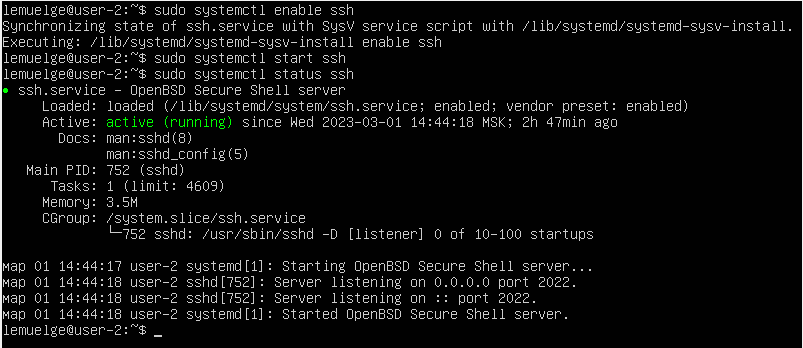 lemuelge@user-2:~$ sudo systemctl enable ssh
Synchronizing state of ssh.service with SysV service script with /lib/systemd/systemd-sysv-install.
Executing: /lib/systemd/systemd-sysv-install enable ssh
lemuelge@user-2:~$ sudo systemctl start ssh
lemuelge@user-2:~$ sudo systemctl status ssh
● ssh.service – OpenBSD Secure Shell server
     Loaded: loaded (/lib/systemd/system/ssh.service; enabled; vendor preset: enabled)
     Active: active (running) since Wed 2023-03-01 14:44:18 MSK; 2h 47min ago
       Docs: man:sshd(8)
             man:sshd_config(5)
   Main PID: 752 (sshd)
      Tasks: 1 (limit: 4609)
     Memory: 3.5M
     CGroup: /system.slice/ssh.service
             └─752 sshd: /usr/sbin/sshd -D [listener] 0 of 10-100 startups

мар 01 14:44:17 user-2 systemd[1]: Starting OpenBSD Secure Shell server...
мар 01 14:44:18 user-2 sshd[752]: Server listening on 0.0.0.0 port 2022.
мар 01 14:44:18 user-2 sshd[752]: Server listening on :: port 2022.
мар 01 14:44:18 user-2 systemd[1]: Started OpenBSD Secure Shell server.
lemuelge@user-2:~$ _